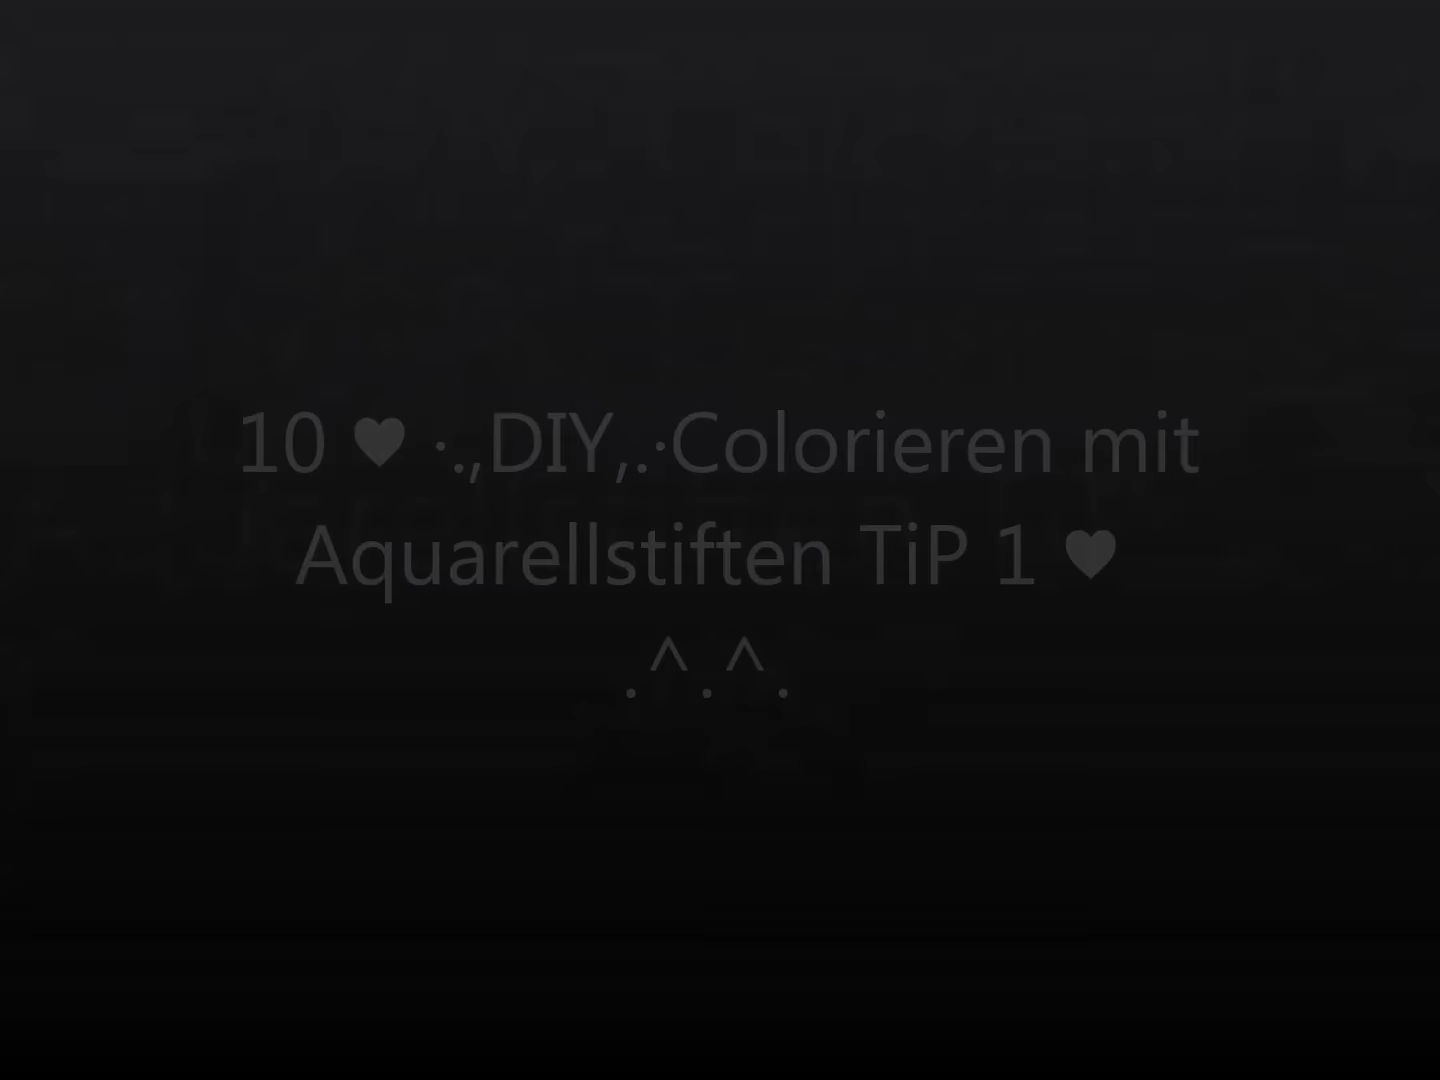 10 ♥ ·.,DIY,.·Colorieren mit
Aquarellstiften TiP 1 ♥
.^.^.